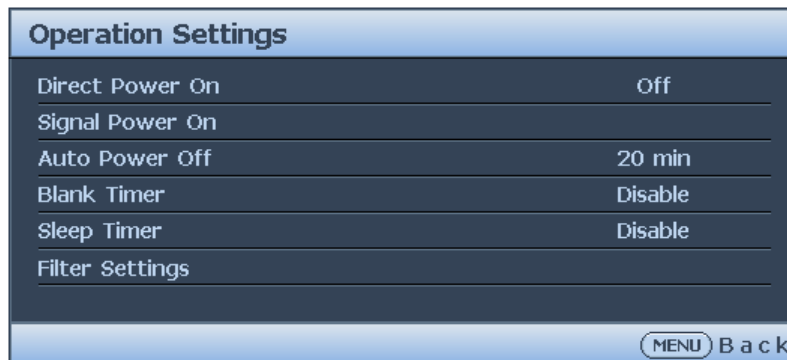 Operation Settings
Direct Power On Off
Signal Power On
Auto Power Off 20 min
Blank Timer Disable
Sleep Timer Disable
Filter Settings
MENU Back